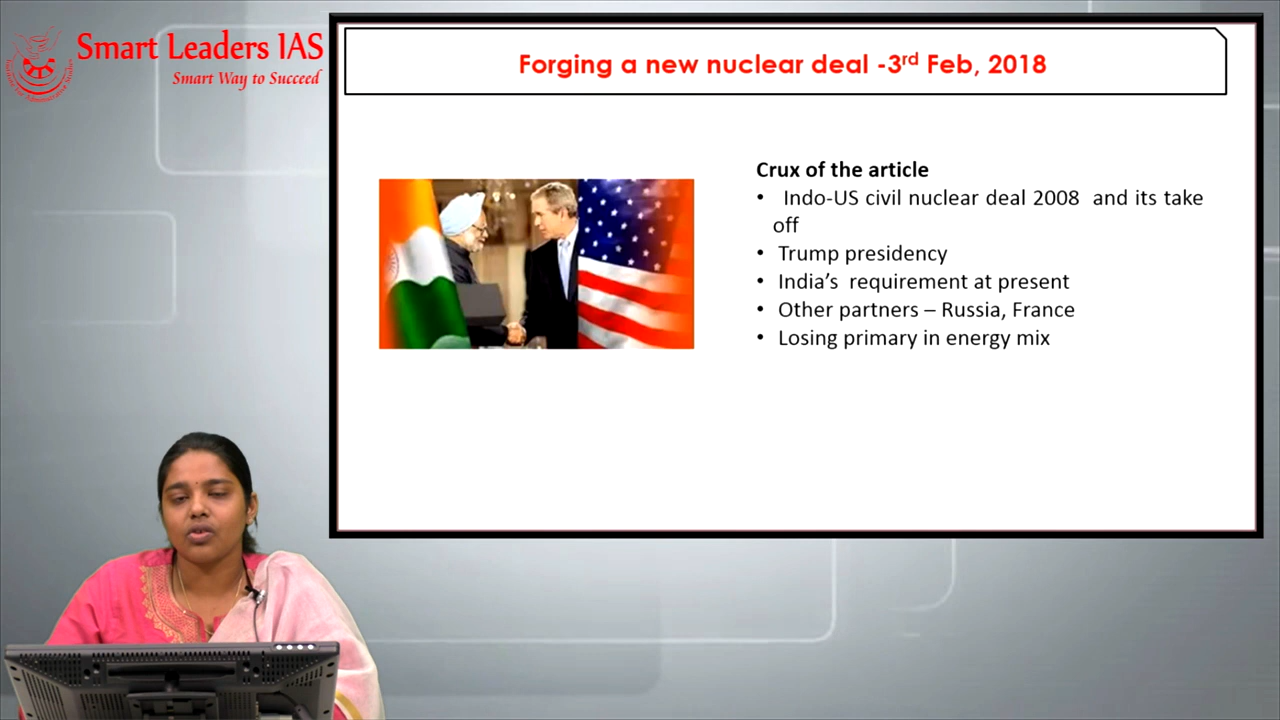 Smart Leaders IAS
Smart Way to Succeed
Forging a new nuclear deal -3rd Feb, 2018
Crux of the article
• Indo-US civil nuclear deal 2008 and its take
off
• Trump presidency
• India’s requirement at present
• Other partners – Russia, France
• Losing primary in energy mix